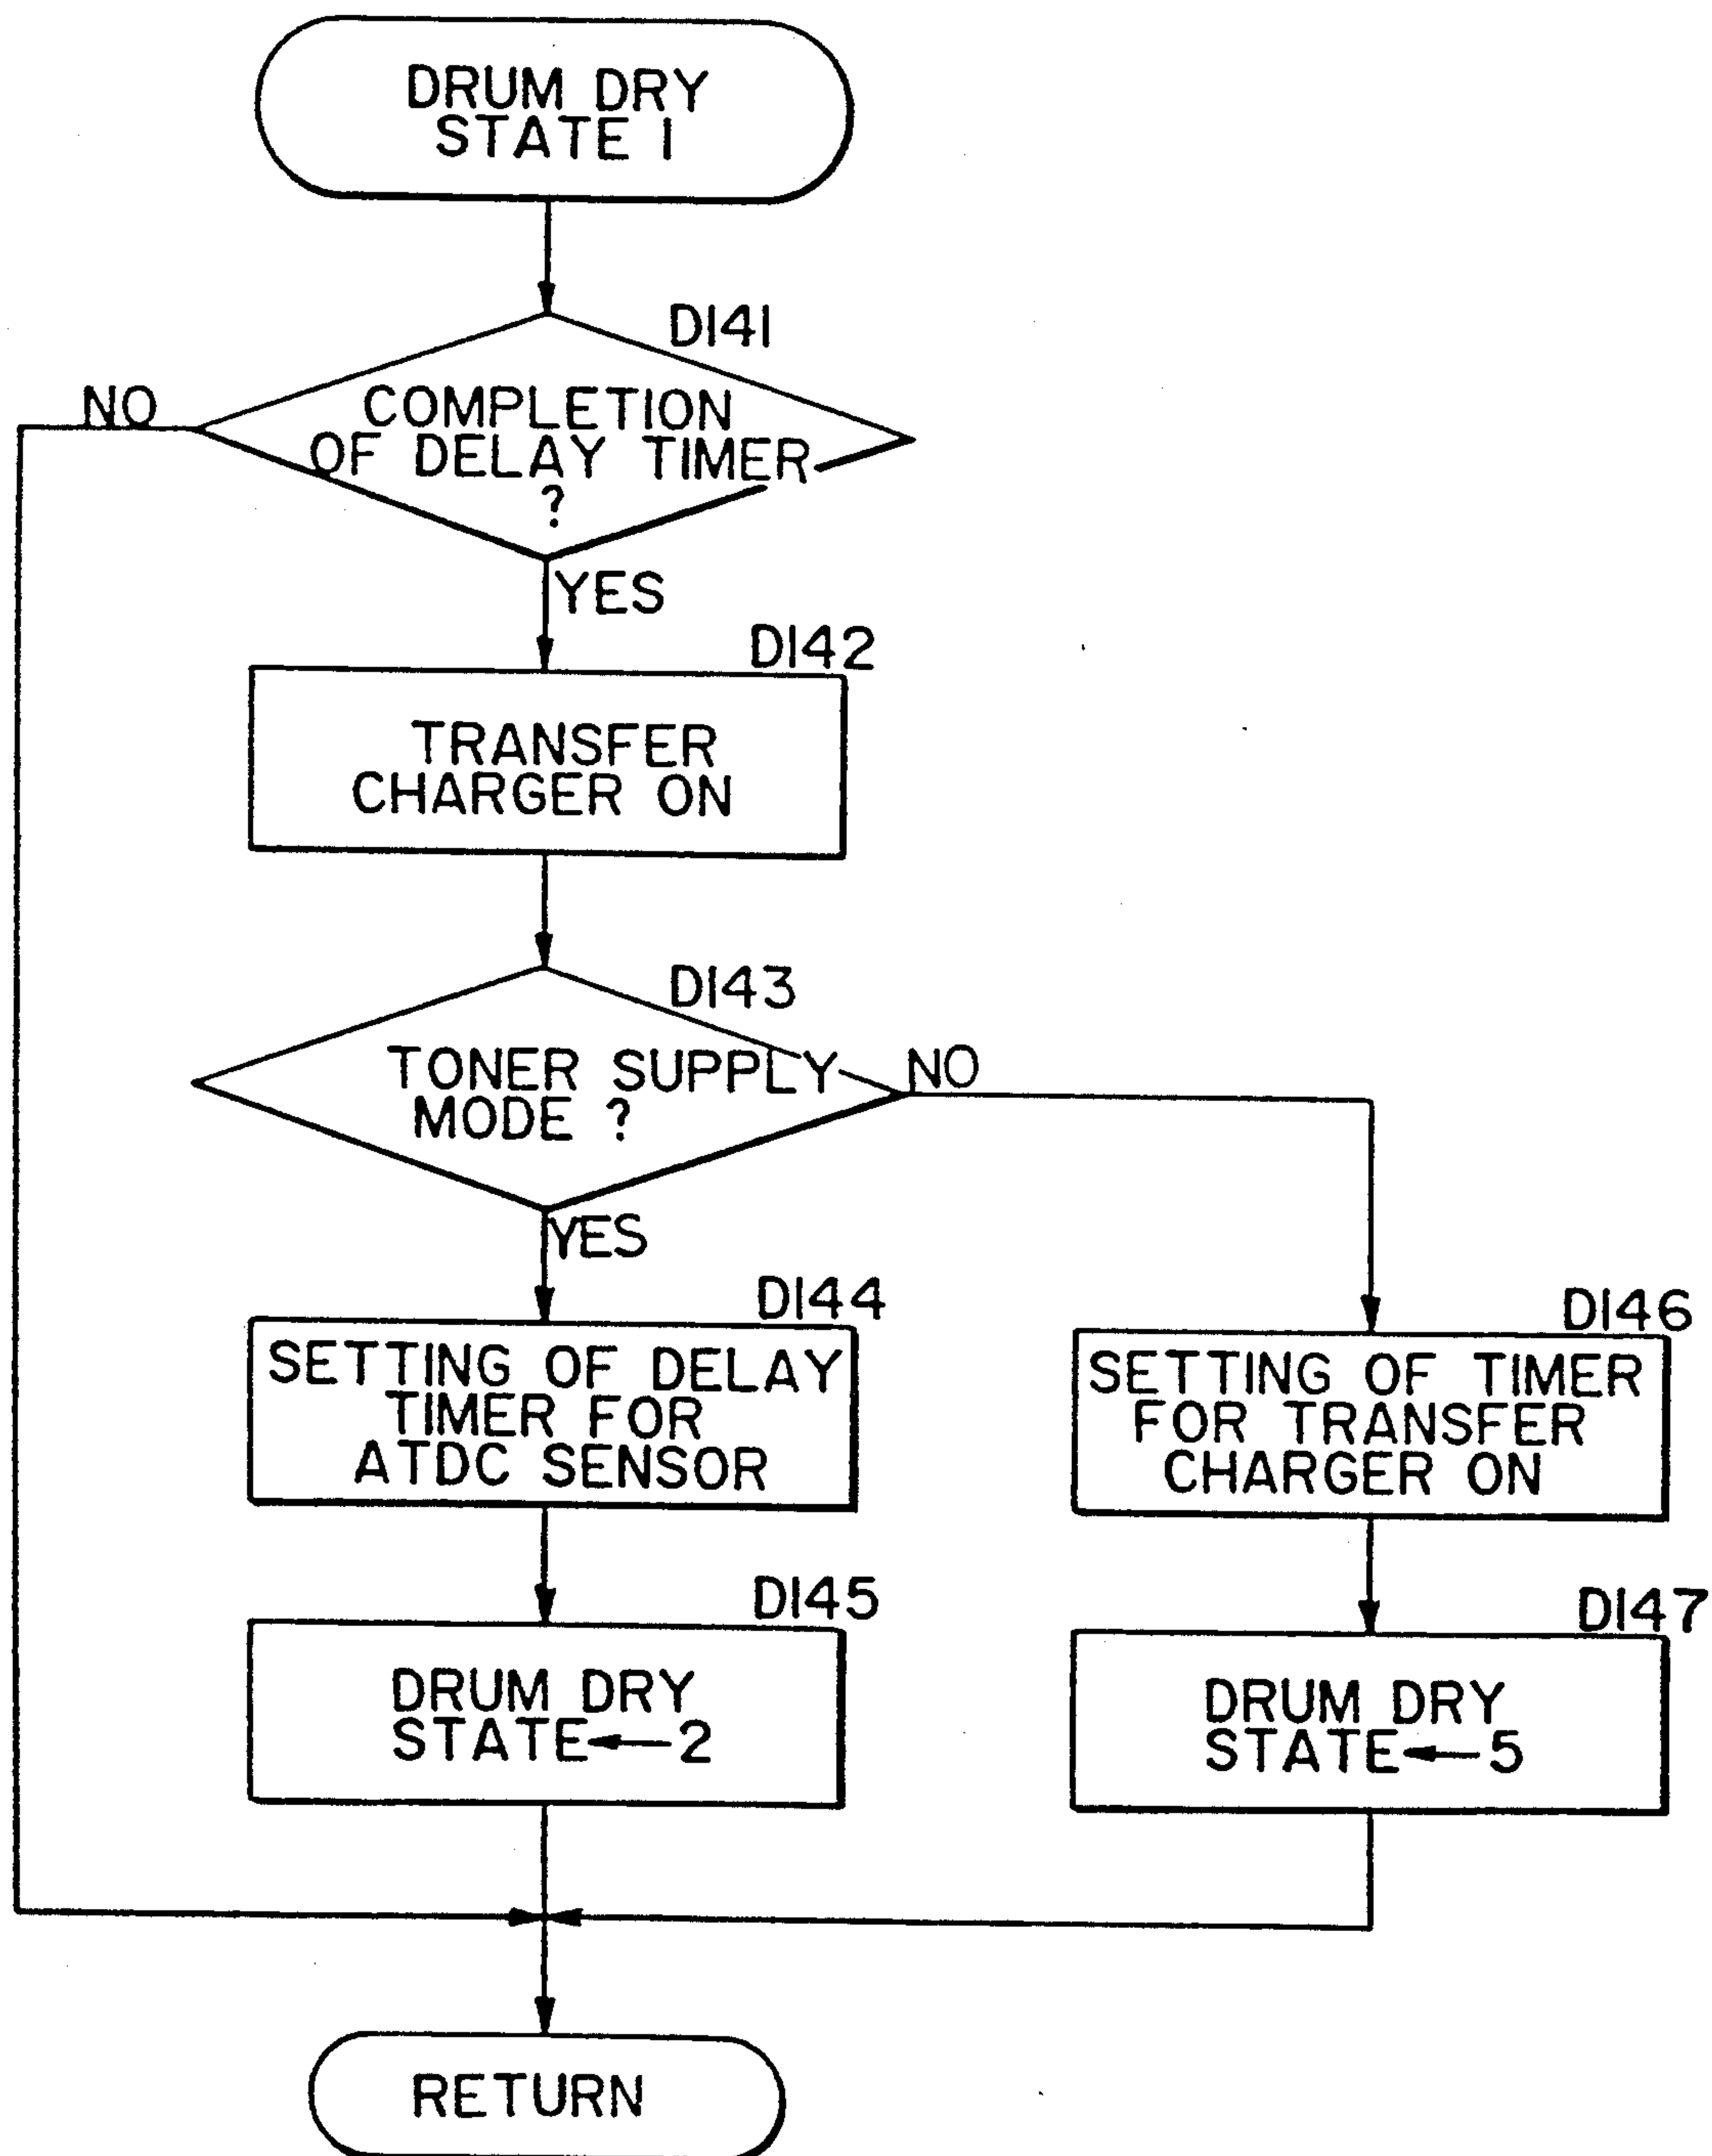 DRUM DRY
STATE 1
D141
NO
COMPLETION
OF DELAY TIMER
?
YES
D142
TRANSFER
CHARGER ON
D143
TONER SUPPLY
MODE ?
NO
YES
D144
SETTING OF DELAY
TIMER FOR
ATDC SENSOR
D146
SETTING OF TIMER
FOR TRANSFER
CHARGER ON
D145
DRUM DRY
STATE←2
D147
DRUM DRY
STATE←5
RETURN